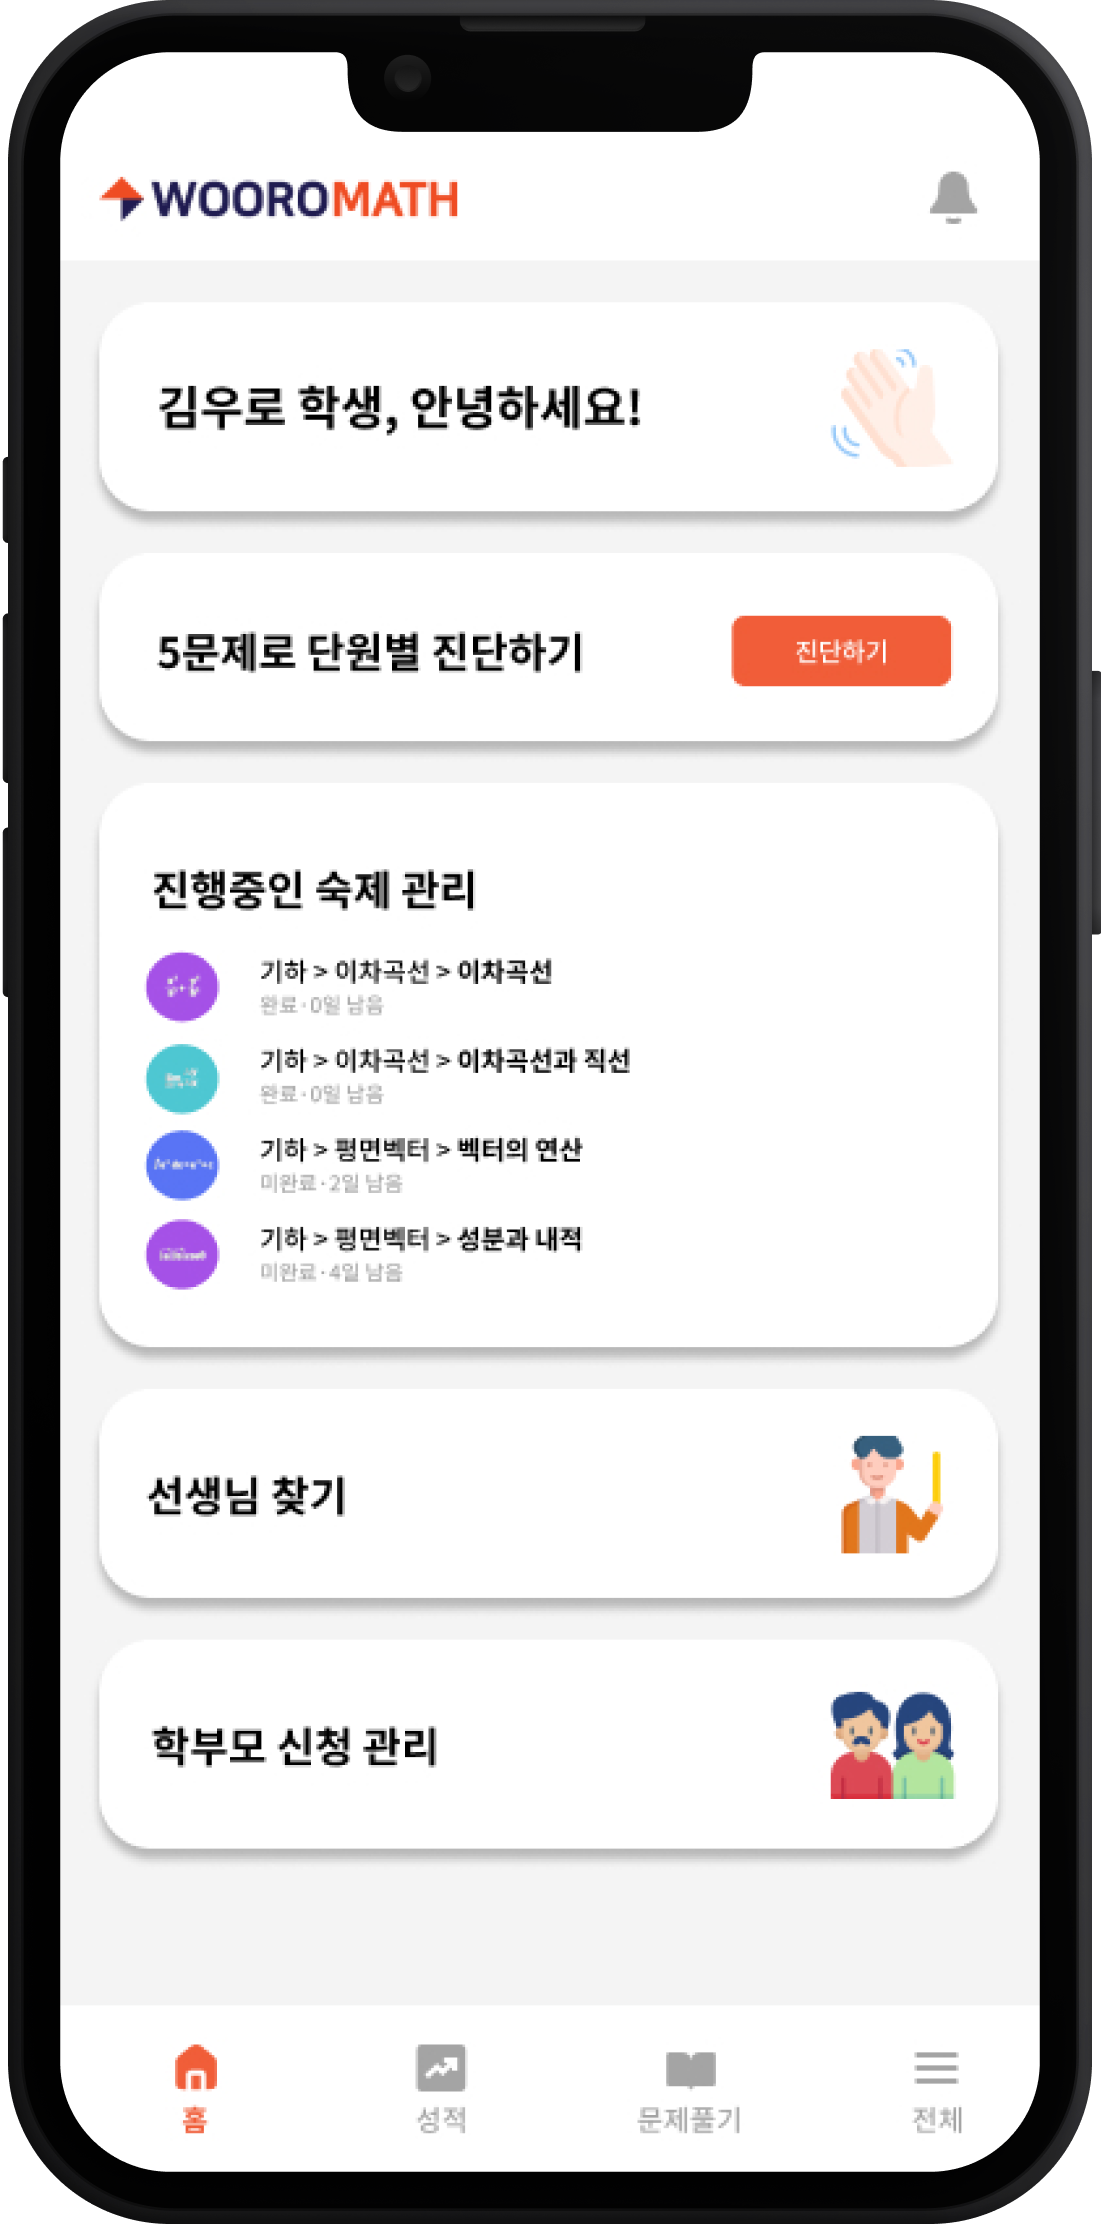 WOOROMATH
김우로 학생, 안녕하세요!
5문제로 단원별 진단하기
진단하기
진행중인 숙제 관리
기하 > 이차곡선 > 이차곡선
완료 · 0일 남음
기하 > 이차곡선 > 이차곡선과 직선
완료 · 0일 남음
기하 > 평면벡터 > 벡터의 연산
미완료 · 2일 남음
기하 > 평면벡터 > 성분과 내적
미완료 · 4일 남음
선생님 찾기
학부모 신청 관리
홈
성적
문제풀기
전체